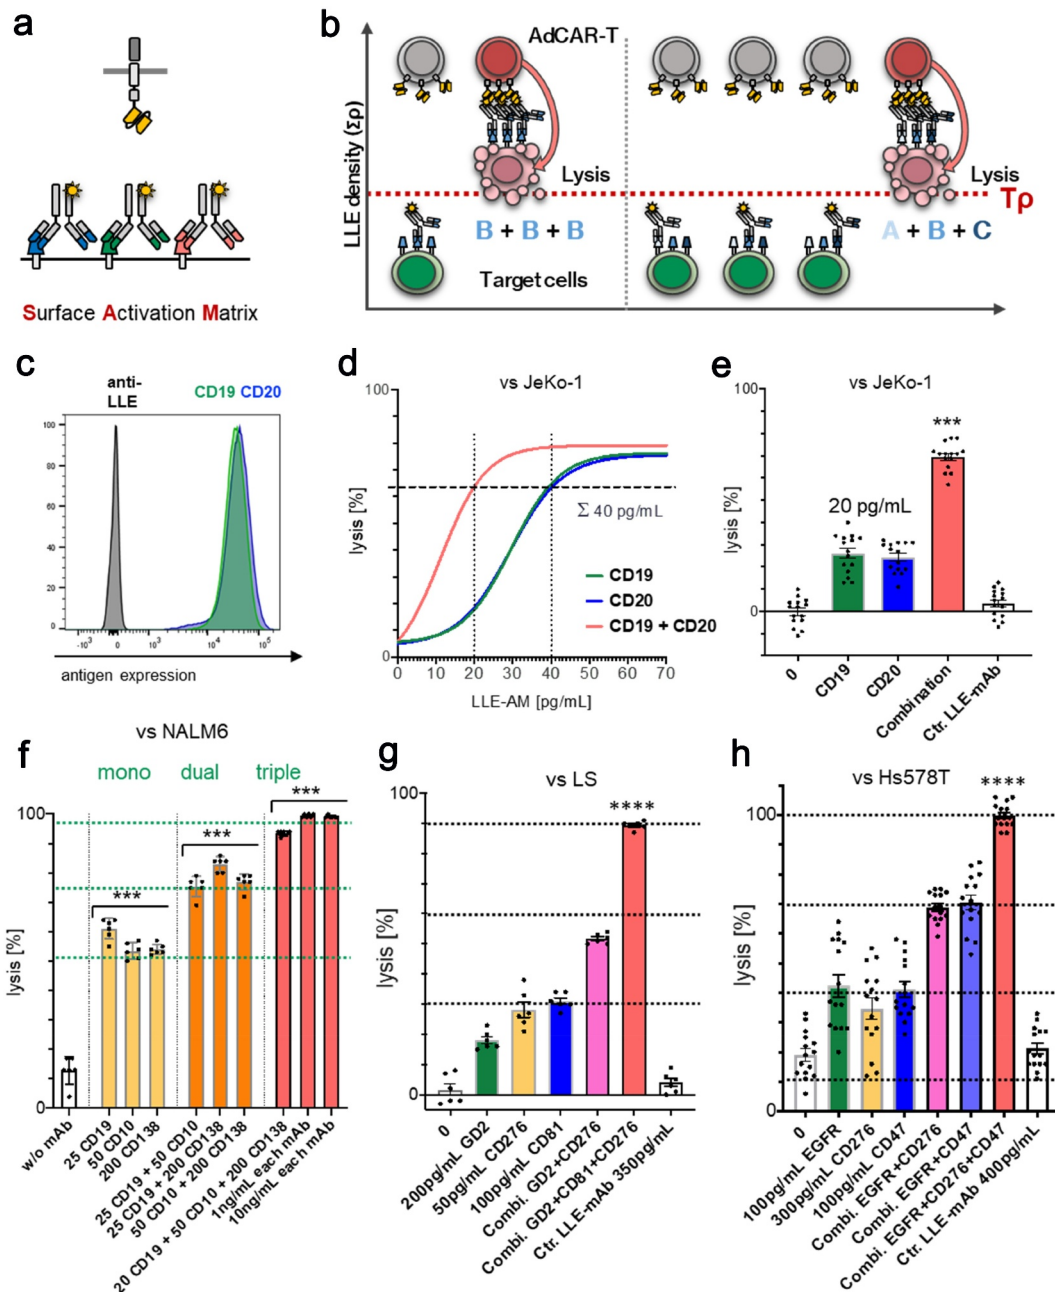 a
Surface Activation Matrix
b
AdCAR-T
LLE density (Σρ)
Lysis
Lysis
Tρ
B + B + B
A + B + C
Target cells
c
anti-
LLE
CD19 CD20
100
80
60
40
20
0
-10³ 0 10³ 10⁴ 10⁵
antigen expression
d
vs JeKo-1
100
lysis [%]
0
Σ 40 pg/mL
CD19
CD20
CD19 + CD20
0 10 20 30 40 50 60 70
LLE-AM [pg/mL]
e
vs JeKo-1
100
lysis [%]
0
***
20 pg/mL
0
CD19
CD20
Combination
Ctr. LLE-mAb
f
vs NALM6
mono dual triple
100
lysis [%]
0
***
***
***
w/o mAb
25 CD19
50 CD10
200 CD138
25 CD19 + 50 CD10
25 CD19 + 200 CD138
50 CD10 + 200 CD138
20 CD19 + 50 CD10 + 200 CD138
1ng/mL each mAb
10ng/mL each mAb
g
vs LS
100
lysis [%]
0
****
0
200pg/mL GD2
50pg/mL CD276
100pg/mL CD81
Combi. GD2+CD276
Combi. GD2+CD81+CD276
Ctr. LLE-mAb 350pg/mL
h
vs Hs578T
100
lysis [%]
0
****
0
100pg/mL EGFR
300pg/mL CD276
100pg/mL CD47
Combi. EGFR+CD276
Combi. EGFR+CD47
Combi. EGFR+CD276+CD47
Ctr. LLE-mAb 400pg/mL